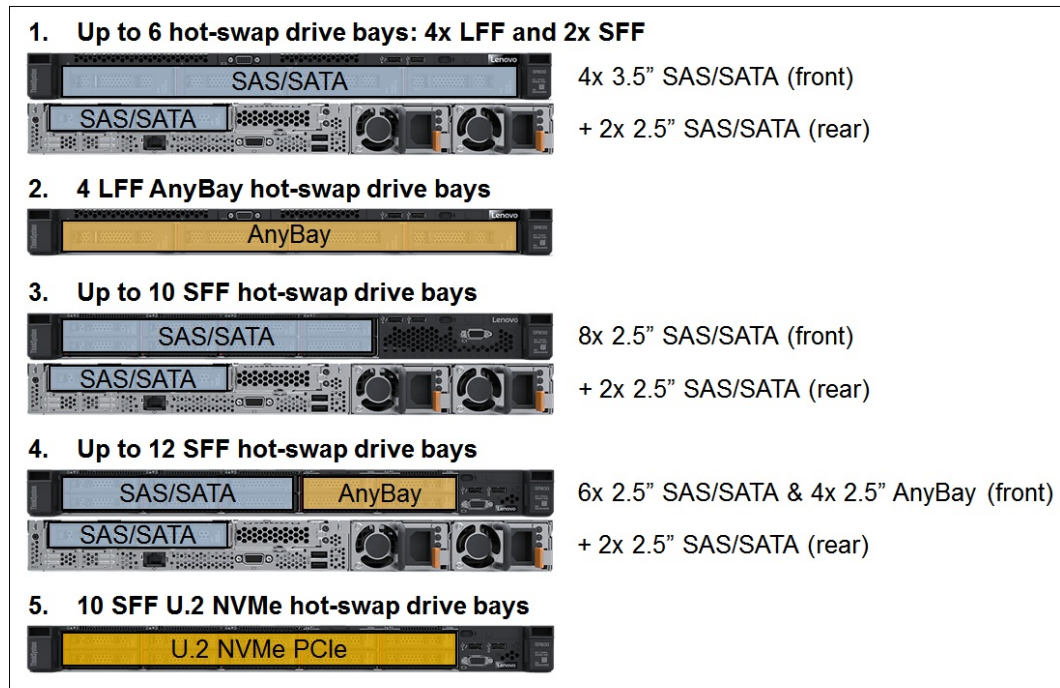 1. Up to 6 hot-swap drive bays: 4x LFF and 2x SFF
Lenovo
SAS/SATA
4x 3.5” SAS/SATA (front)
SAS/SATA
+ 2x 2.5” SAS/SATA (rear)
2. 4 LFF AnyBay hot-swap drive bays
Lenovo
AnyBay
3. Up to 10 SFF hot-swap drive bays
Lenovo
SAS/SATA
8x 2.5” SAS/SATA (front)
SAS/SATA
+ 2x 2.5” SAS/SATA (rear)
4. Up to 12 SFF hot-swap drive bays
SAS/SATA AnyBay
6x 2.5” SAS/SATA & 4x 2.5” AnyBay (front)
Lenovo
SAS/SATA
+ 2x 2.5” SAS/SATA (rear)
5. 10 SFF U.2 NVMe hot-swap drive bays
U.2 NVMe PCIe
Lenovo